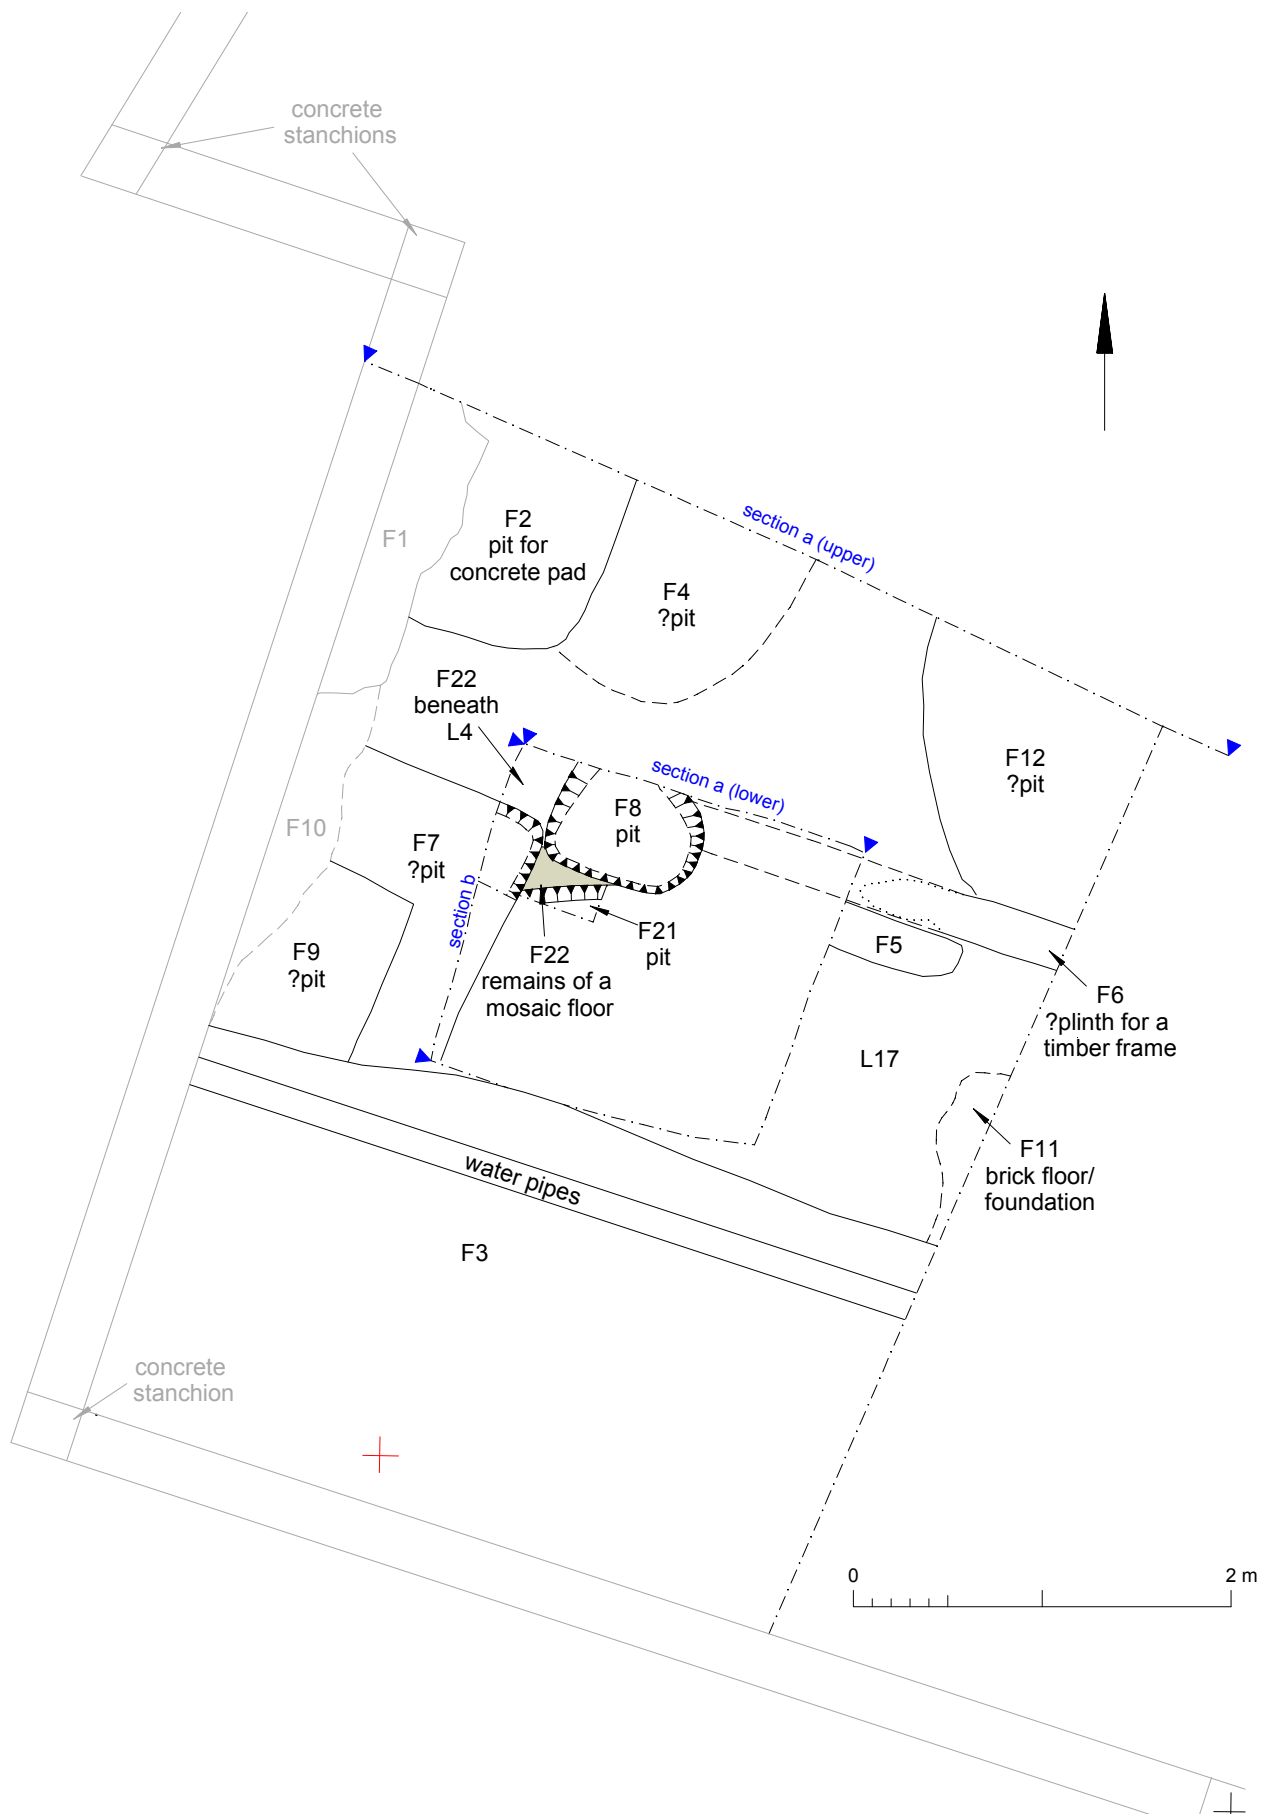 concrete
stanchions
F1
F2
pit for
concrete pad
section a (upper)
F4
?pit
F22
beneath
L4
F12
?pit
section a (lower)
F8
pit
F10
F7
?pit
section b
F9
?pit
F21
pit
F5
F22
remains of a
mosaic floor
F6
?plinth for a
timber frame
L17
F11
brick floor/
foundation
water pipes
F3
concrete
stanchion
0
2 m